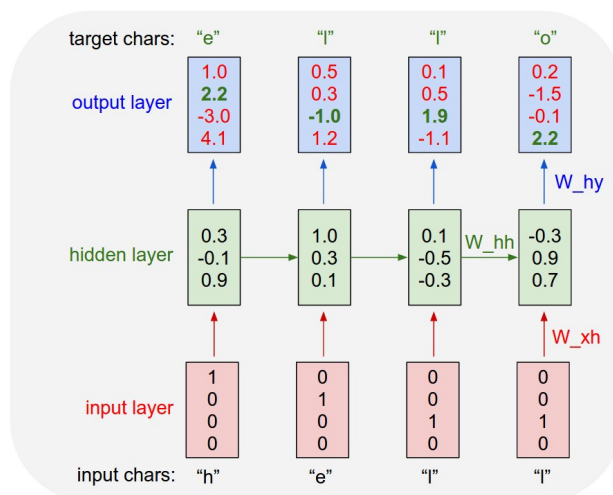 target chars: “e” “l” “l” “o”
output layer
1.0 0.5 0.1 0.2
2.2 0.3 0.5 -1.5
-3.0 -1.0 1.9 -0.1
4.1 1.2 -1.1 2.2
W_hy
hidden layer
0.3 1.0 0.1 -0.3
-0.1 0.3 -0.5 0.9
0.9 0.1 -0.3 0.7
W_hh
W_xh
input layer
1 0 0 0
0 1 0 0
0 0 1 1
0 0 0 0
input chars: “h” “e” “l” “l”